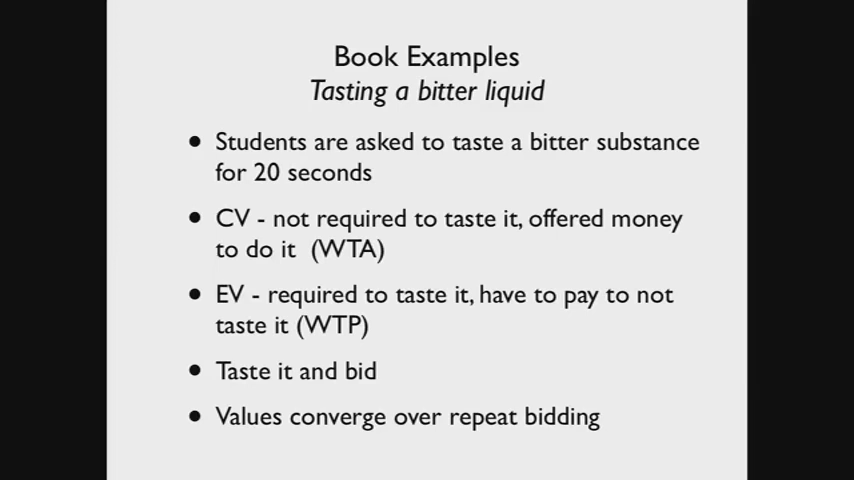 Book Examples
Tasting a bitter liquid
• Students are asked to taste a bitter substance
for 20 seconds
• CV - not required to taste it, offered money
to do it (WTA)
• EV - required to taste it, have to pay to not
taste it (WTP)
• Taste it and bid
• Values converge over repeat bidding